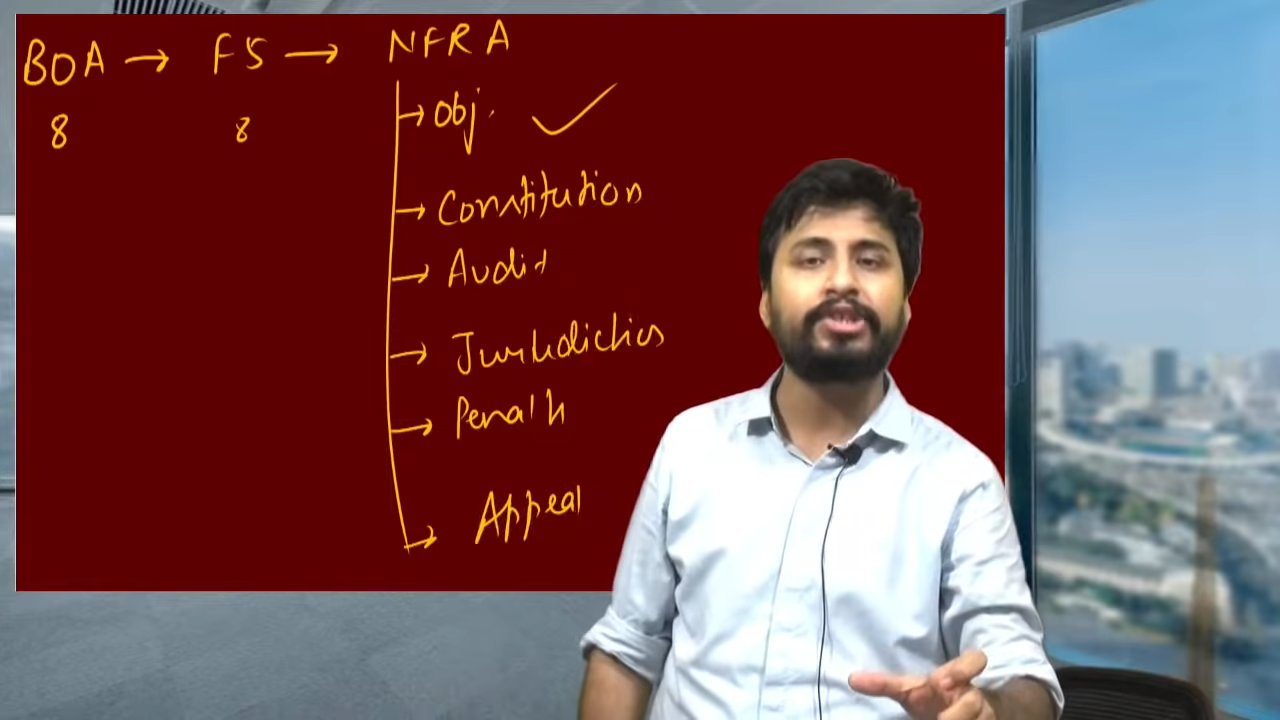 BOA → FS → NFRA
8 8
→ Obj. ✓
→ Constitution
→ Audit
→ Jurisdiction
→ Penalty
→ Appeal